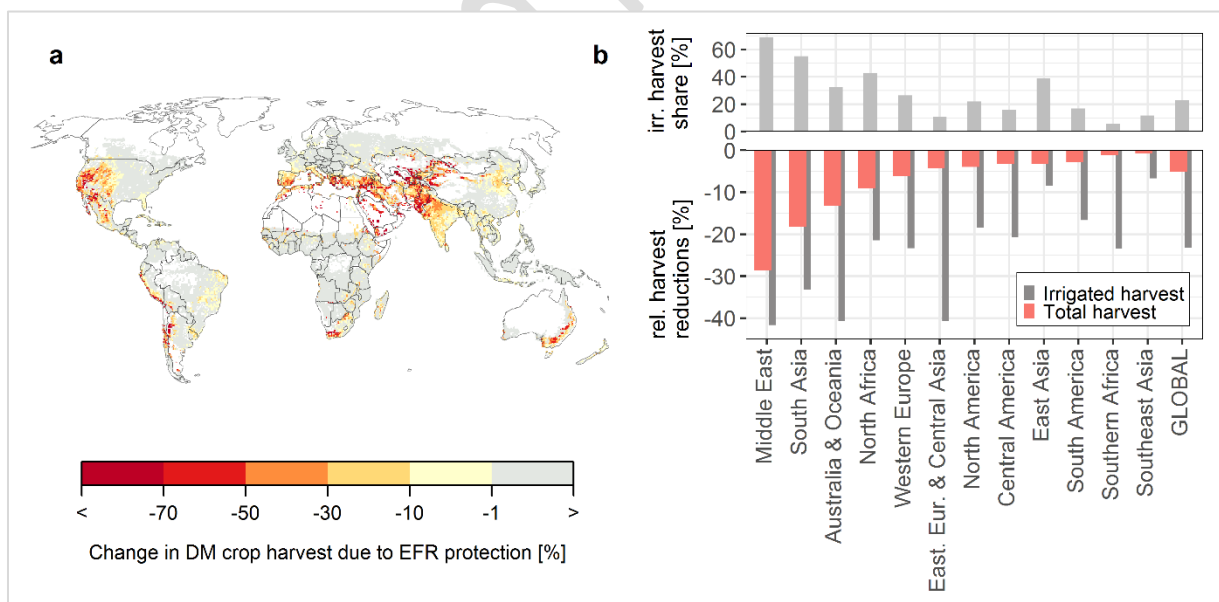 a
b
irr. harvest
share [%]
60
40
20
0
0
-10
-20
-30
-40
rel. harvest
reductions [%]
Irrigated harvest
Total harvest
Middle East
South Asia
Australia & Oceania
North Africa
Western Europe
East. Eur. & Central Asia
North America
Central America
East Asia
South America
Southern Africa
Southeast Asia
GLOBAL
< -70 -50 -30 -10 -1 >
Change in DM crop harvest due to EFR protection [%]